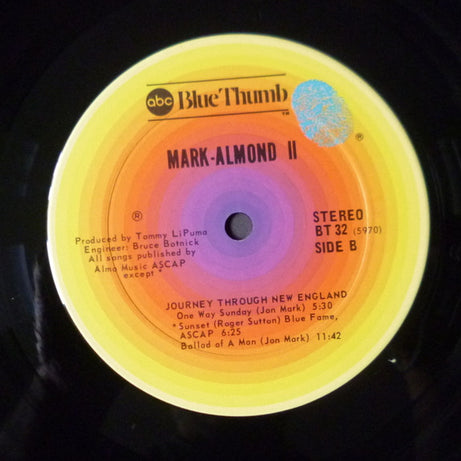 abc Blue Thumb ™
®
MARK-ALMOND II
®
STEREO
BT 32 (5970)
SIDE B
Produced by Tommy LiPuma
Engineer: Bruce Botnick
All songs published by
Almo Music ASCAP
except *
JOURNEY THROUGH NEW ENGLAND
One Way Sunday (Jon Mark) 5:30
* Sunset (Roger Sutton) Blue Fame,
ASCAP 6:25
Ballad of A Man (Jon Mark) 11:42